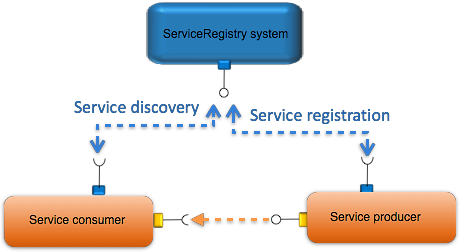 ServiceRegistry system
Service discovery
Service registration
Service consumer
Service producer